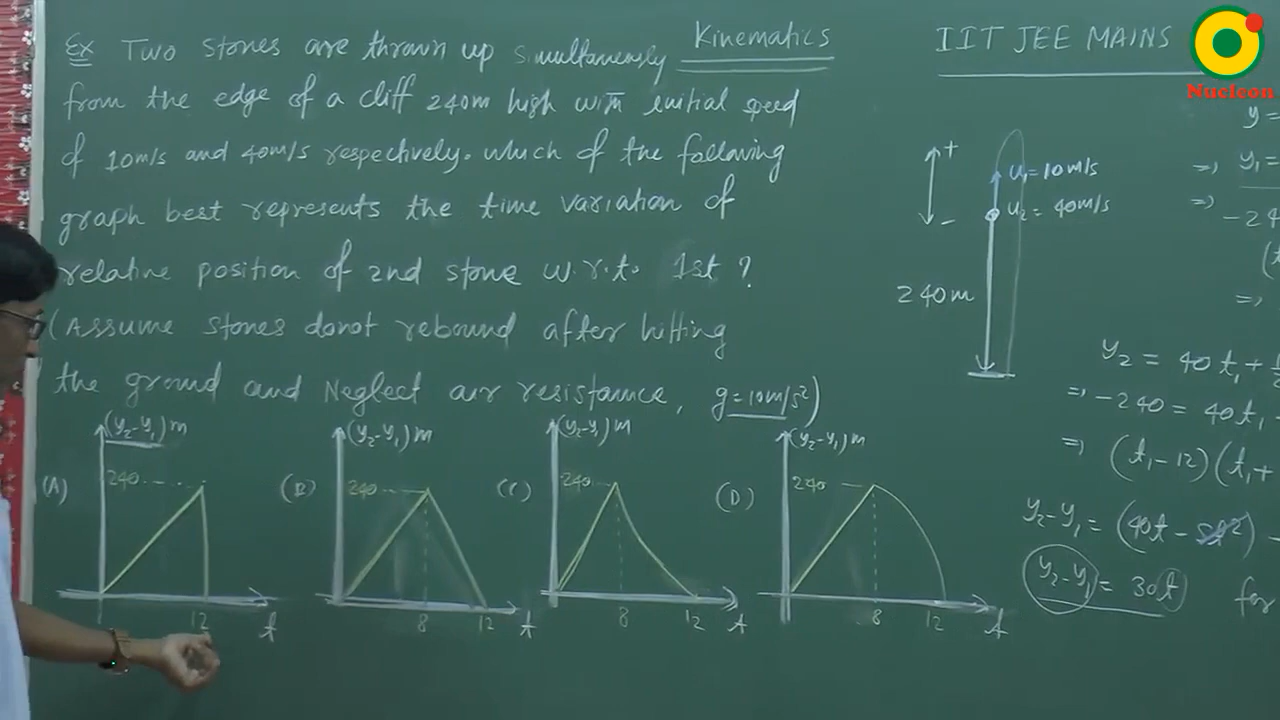 Ex Two stones are thrown up simultaneously
from the edge of a cliff 240m high with initial speed
of 10m/s and 40m/s respectively. which of the following
graph best represents the time variation of
relative position of 2nd stone w.r.t. 1st ?
(Assume stones donot rebound after hitting
the ground and Neglect air resistance, g=10m/s²)
Kinematics
IIT JEE MAINS
Nucleon
+
-
u₁=10m/s
u₂=40m/s
240m
y=
⇒ y₁=
⇒ -24
(t
⇒
y₂ = 40t₁+
⇒ -240 = 40t₁-
⇒ (t₁-12)(t₁+
y₂-y₁ = (40t-5t²)-
y₂-y₁ = 30t for
(A) (y₂-y₁)m 240 12 t
(B) (y₂-y₁)m 240 8 12 t
(C) (y₂-y₁)m 240 8 12 t
(D) (y₂-y₁)m 240 8 12 t